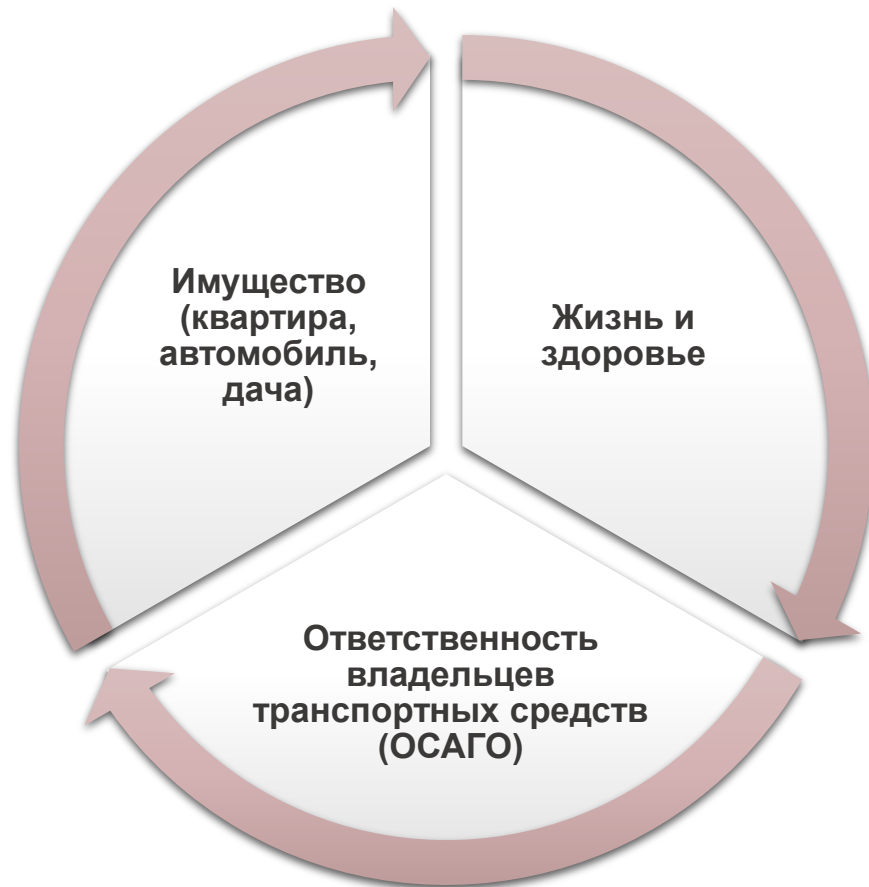 Имущество
(квартира,
автомобиль,
дача)
Жизнь и
здоровье
Ответственность
владельцев
транспортных средств
(ОСАГО)